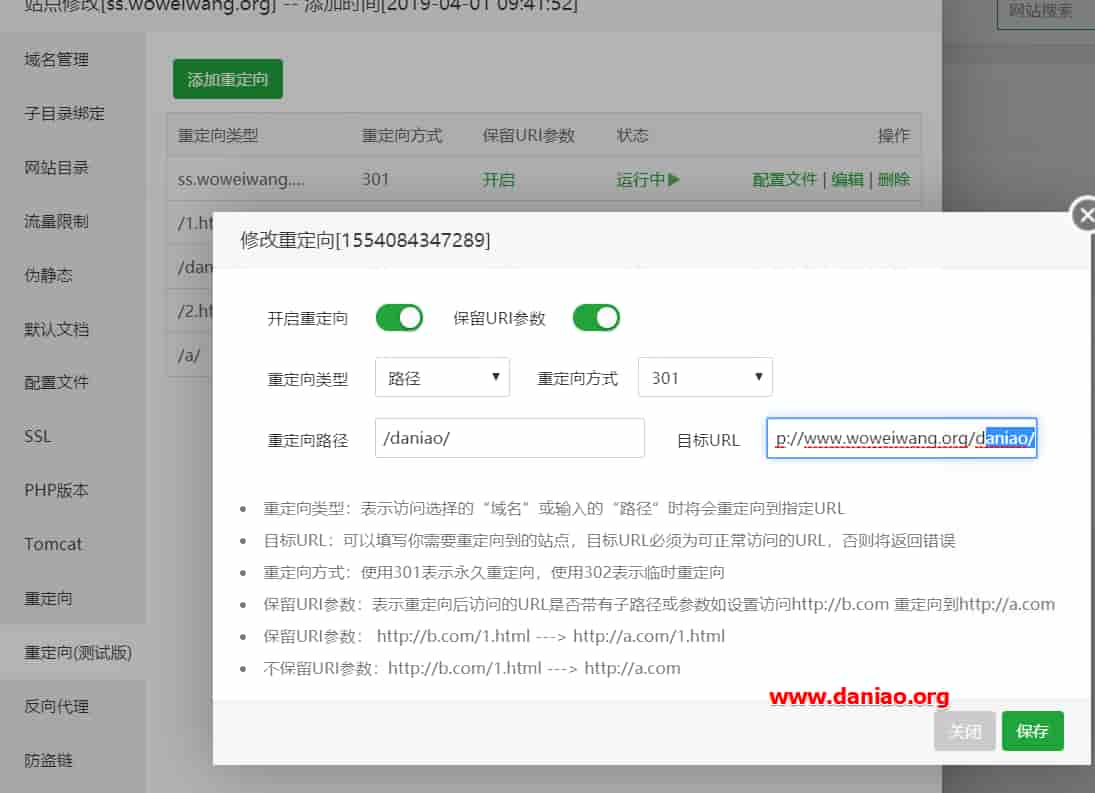 站点修改[ss.woweiwang.org] -- 添加时间[2019-04-01 09:41:52]
网站搜索
域名管理
子目录绑定
网站目录
流量限制
伪静态
默认文档
配置文件
SSL
PHP版本
Tomcat
重定向
重定向(测试版)
反向代理
防盗链
添加重定向
重定向类型 重定向方式 保留URI参数 状态 操作
ss.woweiwang.... 301 开启 运行中 配置文件 | 编辑 | 删除
/1.ht
/dan
/2.ht
/a/
修改重定向[1554084347289]
开启重定向 保留URI参数
重定向类型 路径 重定向方式 301
重定向路径 /daniao/ 目标URL p://www.woweiwang.org/daniao/
重定向类型：表示访问选择的“域名”或输入的“路径”时将会重定向到指定URL
目标URL：可以填写你需要重定向到的站点，目标URL必须为可正常访问的URL，否则将返回错误
重定向方式：使用301表示永久重定向，使用302表示临时重定向
保留URI参数：表示重定向后访问的URL是否带有子路径或参数如设置访问http://b.com 重定向到http://a.com
保留URI参数： http://b.com/1.html ---> http://a.com/1.html
不保留URI参数：http://b.com/1.html ---> http://a.com
www.daniao.org
关闭 保存